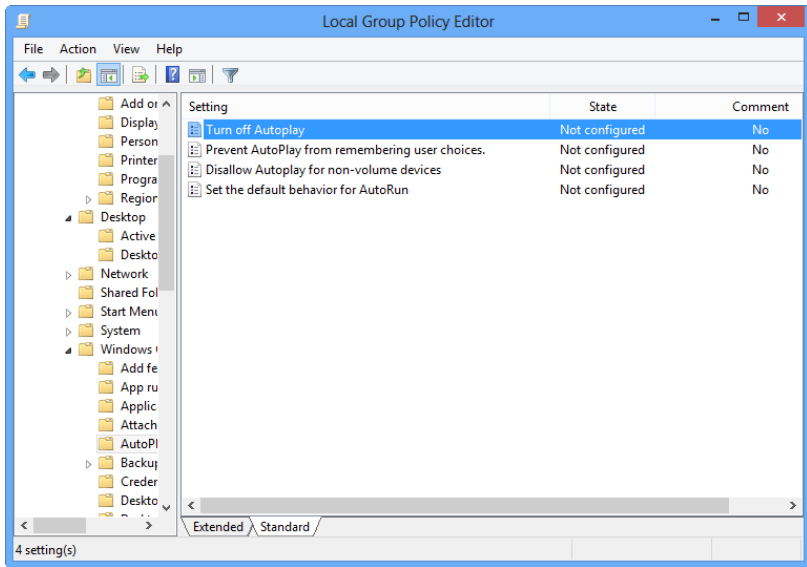 Local Group Policy Editor
File Action View Help
Add or
Display
Person
Printer
Progra
Region
Desktop
Active
Deskto
Network
Shared Fol
Start Menu
System
Windows
Add fe
App ru
Applic
Attach
AutoPl
Backup
Creder
Deskto
Setting State Comment
Turn off Autoplay Not configured No
Prevent AutoPlay from remembering user choices. Not configured No
Disallow Autoplay for non-volume devices Not configured No
Set the default behavior for AutoRun Not configured No
Extended Standard
4 setting(s)